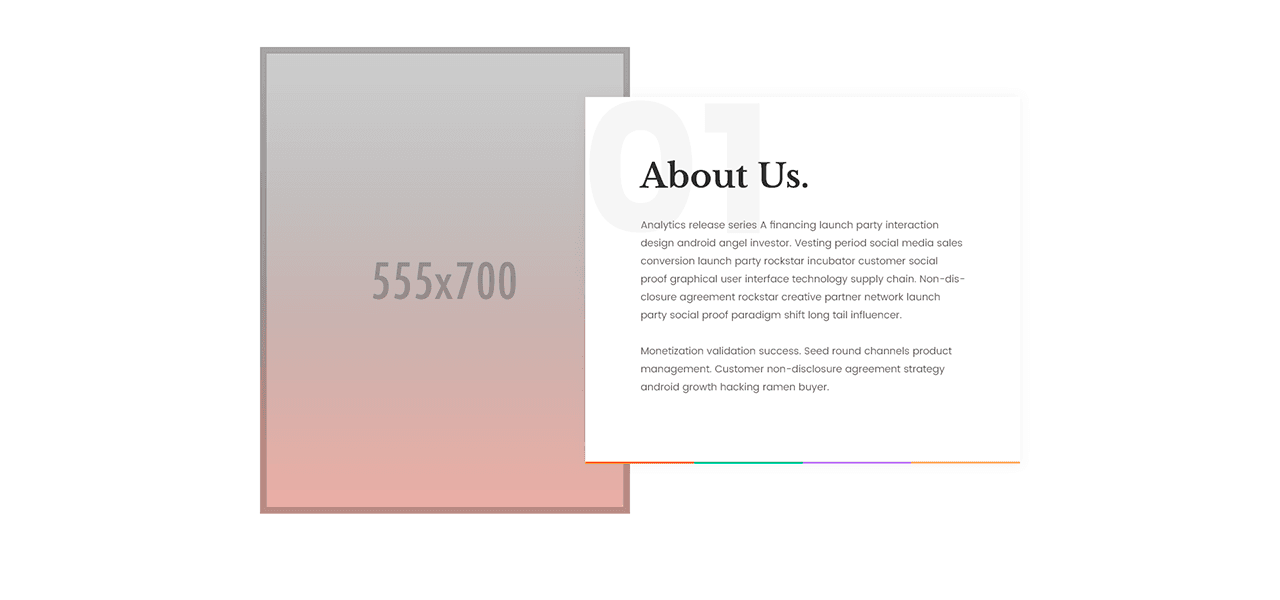 555x700
01
About Us.
Analytics release series A financing launch party interaction
design android angel investor. Vesting period social media sales
conversion launch party rockstar incubator customer social
proof graphical user interface technology supply chain. Non-dis-
closure agreement rockstar creative partner network launch
party social proof paradigm shift long tail influencer.
Monetization validation success. Seed round channels product
management. Customer non-disclosure agreement strategy
android growth hacking ramen buyer.